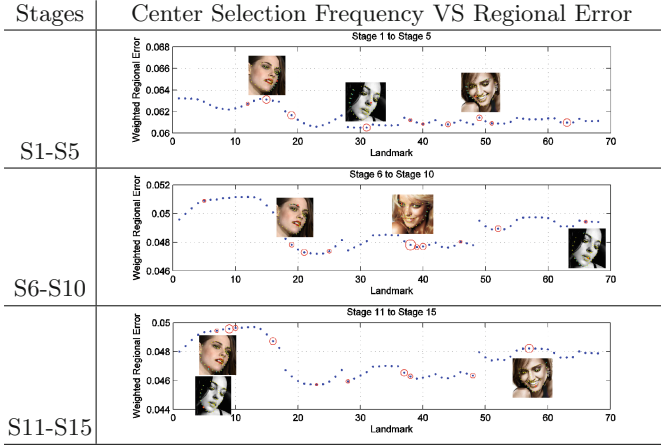 Stages Center Selection Frequency VS Regional Error
Stage 1 to Stage 5
Weighted Regional Error
0.068
0.066
0.064
0.062
0.06
0 10 20 30 40 50 60 70
Landmark
S1-S5
Stage 6 to Stage 10
Weighted Regional Error
0.052
0.05
0.048
0.046
0 10 20 30 40 50 60 70
Landmark
S6-S10
Stage 11 to Stage 15
Weighted Regional Error
0.05
0.048
0.046
0.044
0 10 20 30 40 50 60 70
Landmark
S11-S15